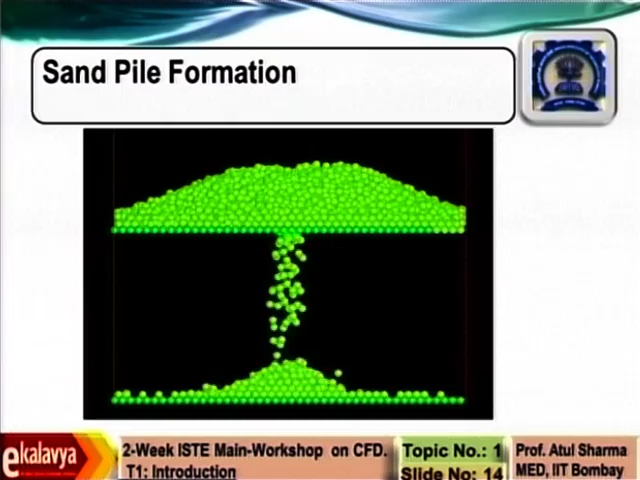 Sand Pile Formation
ekalavya
2-Week ISTE Main-Workshop on CFD.
T1: Introduction
Topic No.: 1
Slide No: 14
Prof. Atul Sharma
MED, IIT Bombay